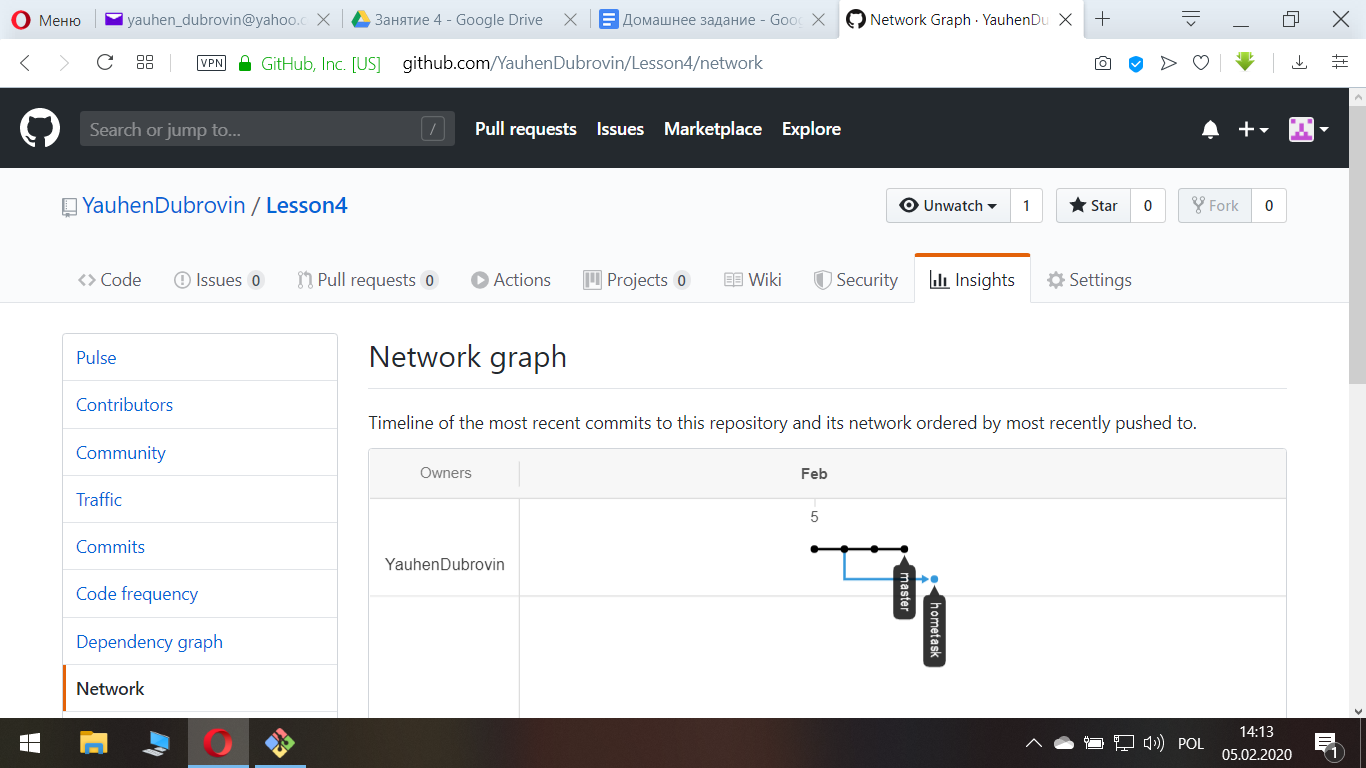 Меню
yauhen_dubrovin@yahoo.c
Занятие 4 - Google Drive
Домашнее задание - Goog
Network Graph · YauhenDu
VPN
GitHub, Inc. [US]
github.com/YauhenDubrovin/Lesson4/network
Search or jump to...
/
Pull requests
Issues
Marketplace
Explore
YauhenDubrovin / Lesson4
Unwatch 1
Star 0
Fork 0
Code
Issues 0
Pull requests 0
Actions
Projects 0
Wiki
Security
Insights
Settings
Pulse
Contributors
Community
Traffic
Commits
Code frequency
Dependency graph
Network
Network graph
Timeline of the most recent commits to this repository and its network ordered by most recently pushed to.
Owners
Feb
5
YauhenDubrovin
master
hometask
POL
14:13
05.02.2020
1